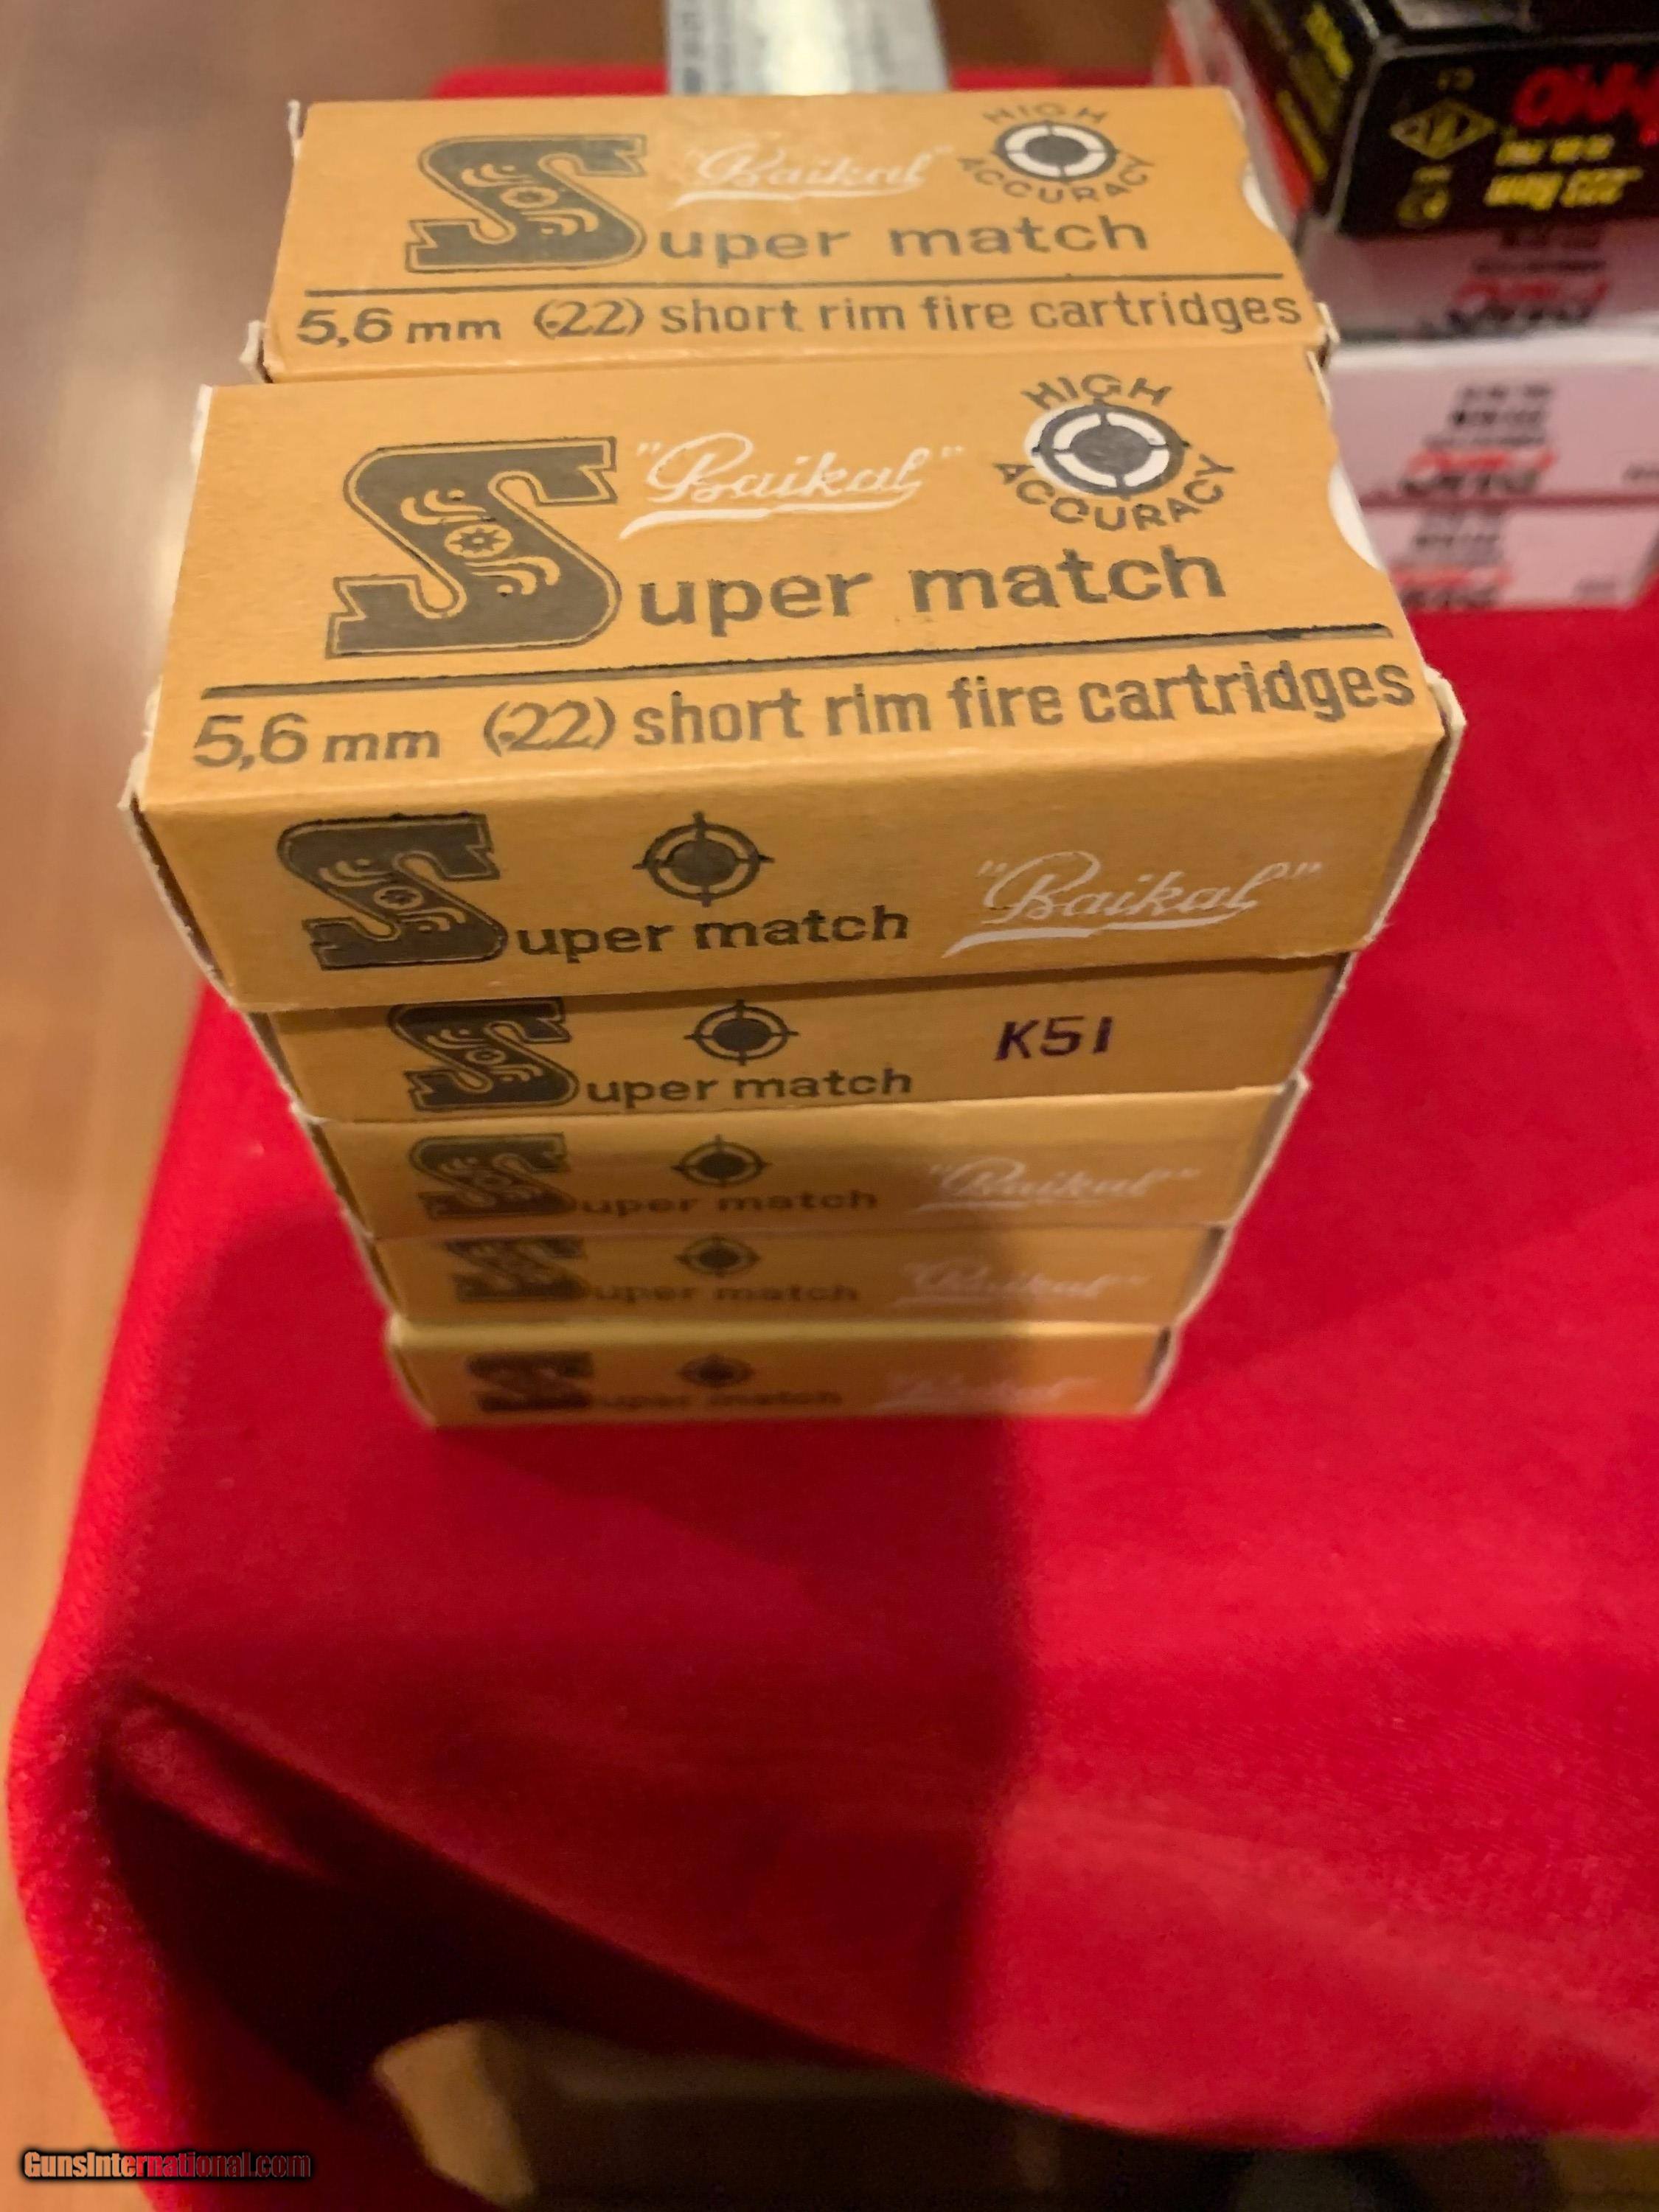 "Baikal"
HIGH
ACCURACY
Super match
5,6 mm (.22) short rim fire cartridges
"Baikal"
HIGH
ACCURACY
Super match
5,6 mm (.22) short rim fire cartridges
Super match "Baikal"
Super match K51
Super match "Baikal"
Super match "Baikal"
Super match "Baikal"
GunsInternational.com